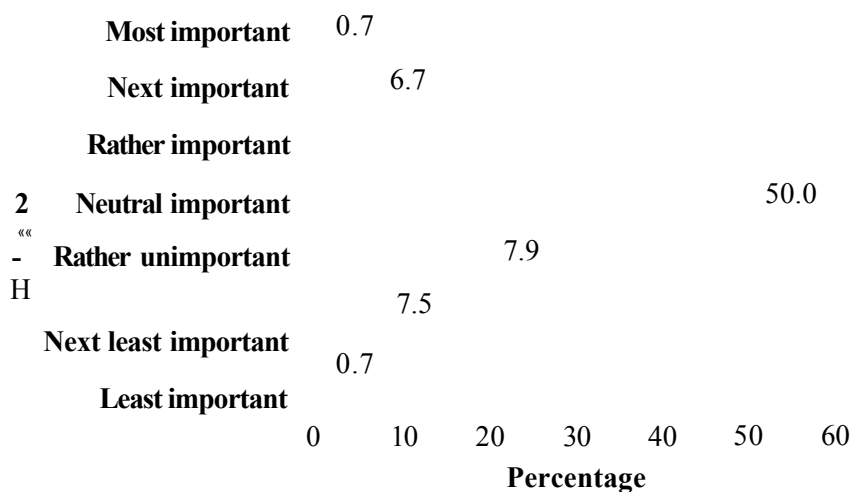 Most important 0.7
Next important 6.7
Rather important
50.0
2 Neutral important
««
- Rather unimportant 7.9
H
7.5
Next least important
0.7
Least important
0 10 20 30 40 50 60
Percentage